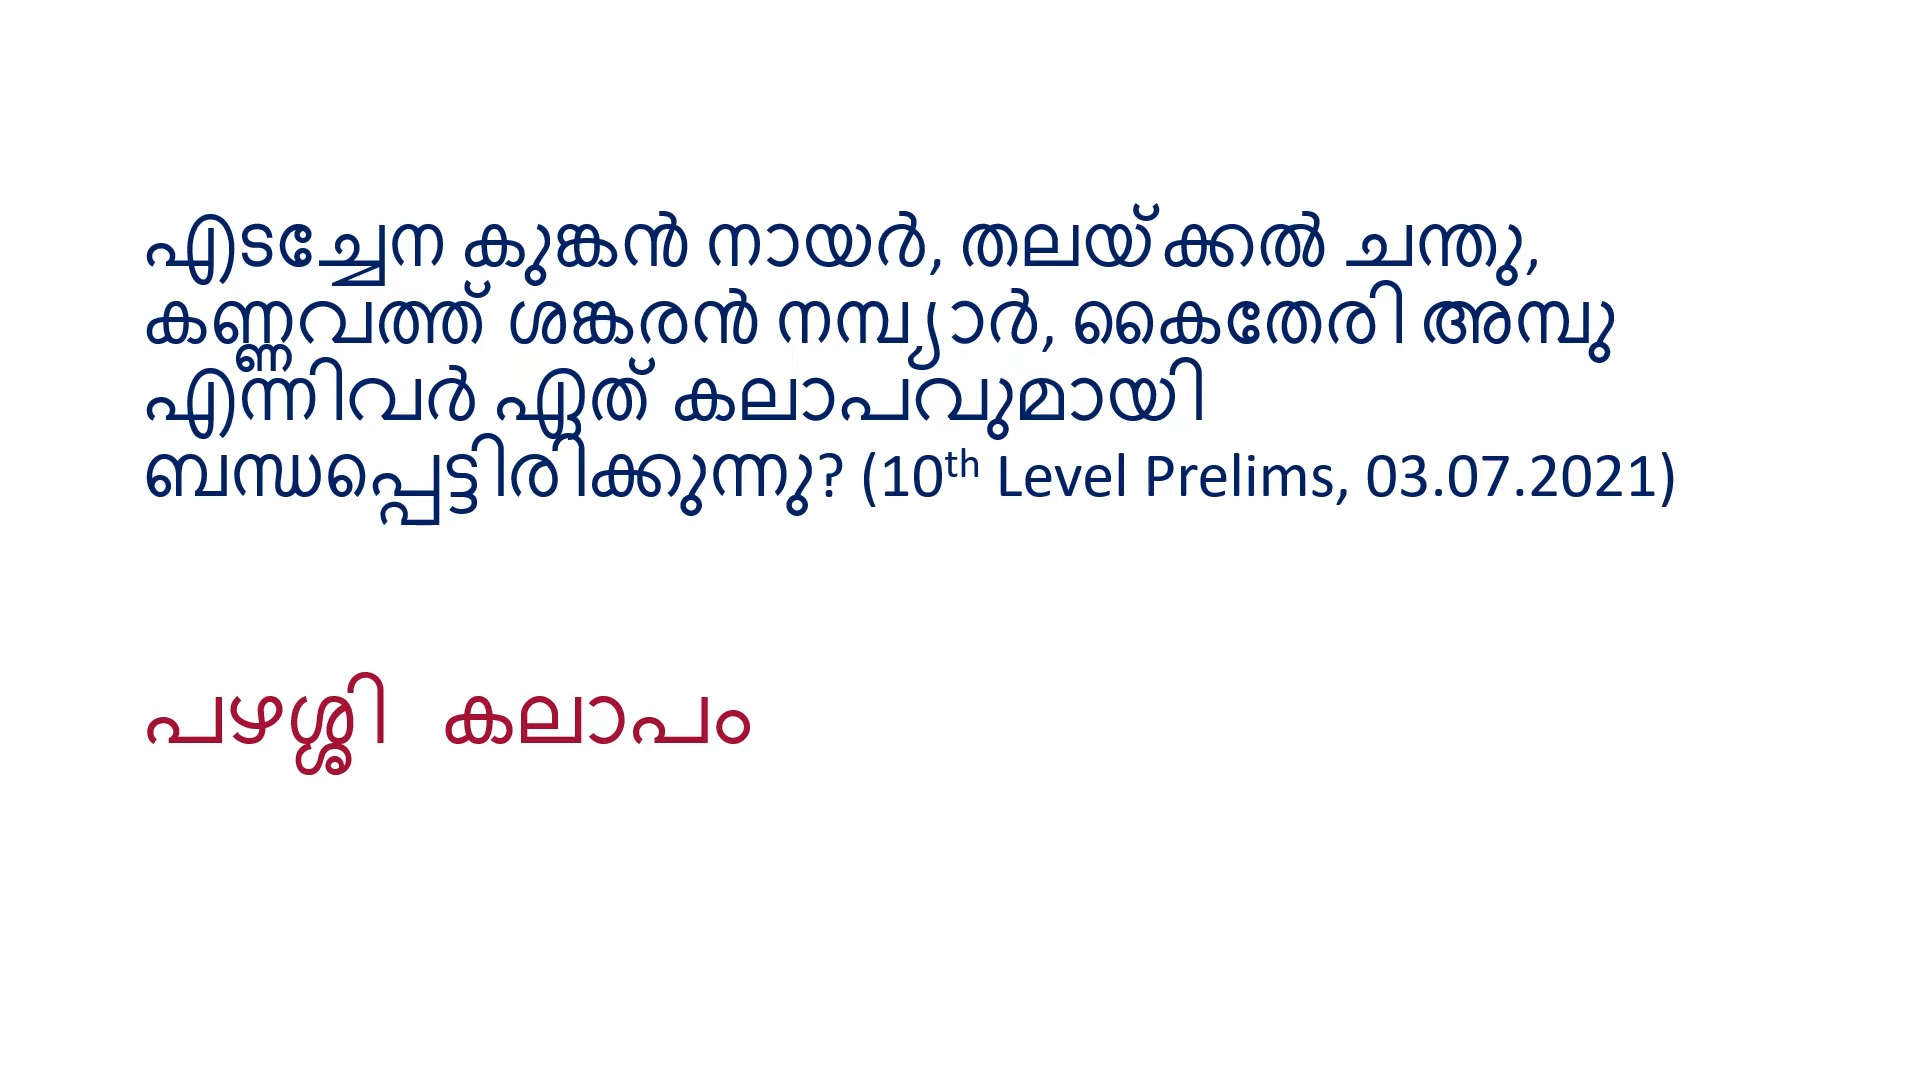 എടച്ചേന കുങ്കൻ നായർ, തലയ്ക്കൽ ചന്തു,
കണ്ണവത്ത് ശങ്കരൻ നമ്പ്യാർ, കൈതേരി അമ്പു
എന്നിവർ ഏത് കലാപവുമായി
ബന്ധപ്പെട്ടിരിക്കുന്നു? (10th Level Prelims, 03.07.2021)
പഴശ്ശി കലാപം